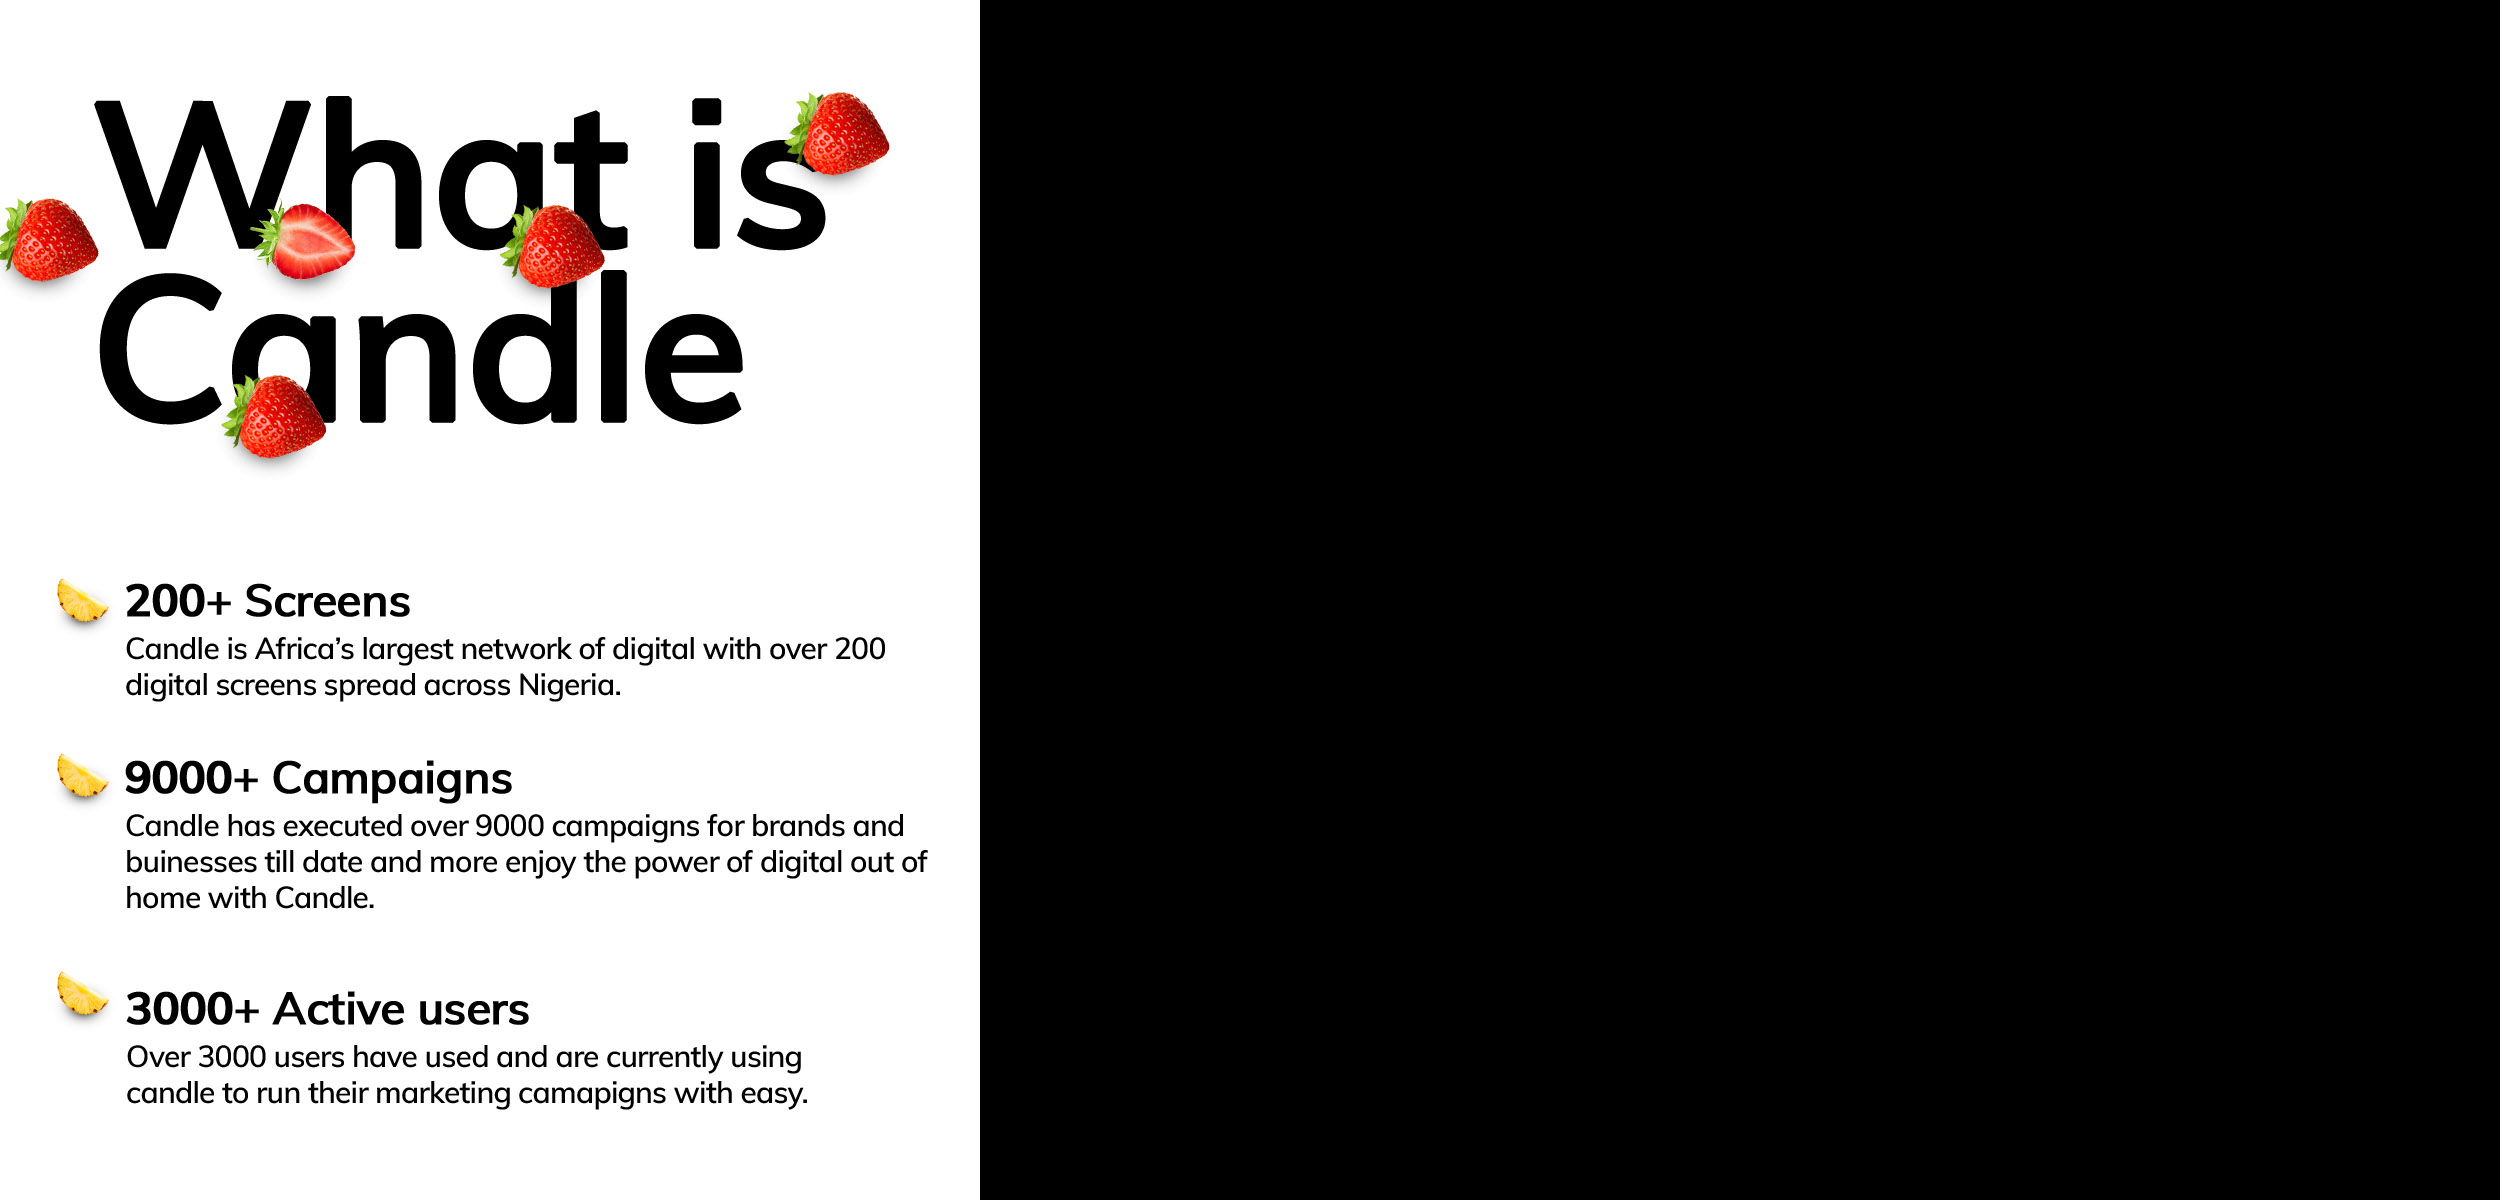 What is
Candle
200+ Screens
Candle is Africa’s largest network of digital with over 200
digital screens spread across Nigeria.
9000+ Campaigns
Candle has executed over 9000 campaigns for brands and
buinesses till date and more enjoy the power of digital out of
home with Candle.
3000+ Active users
Over 3000 users have used and are currently using
candle to run their marketing camapigns with easy.